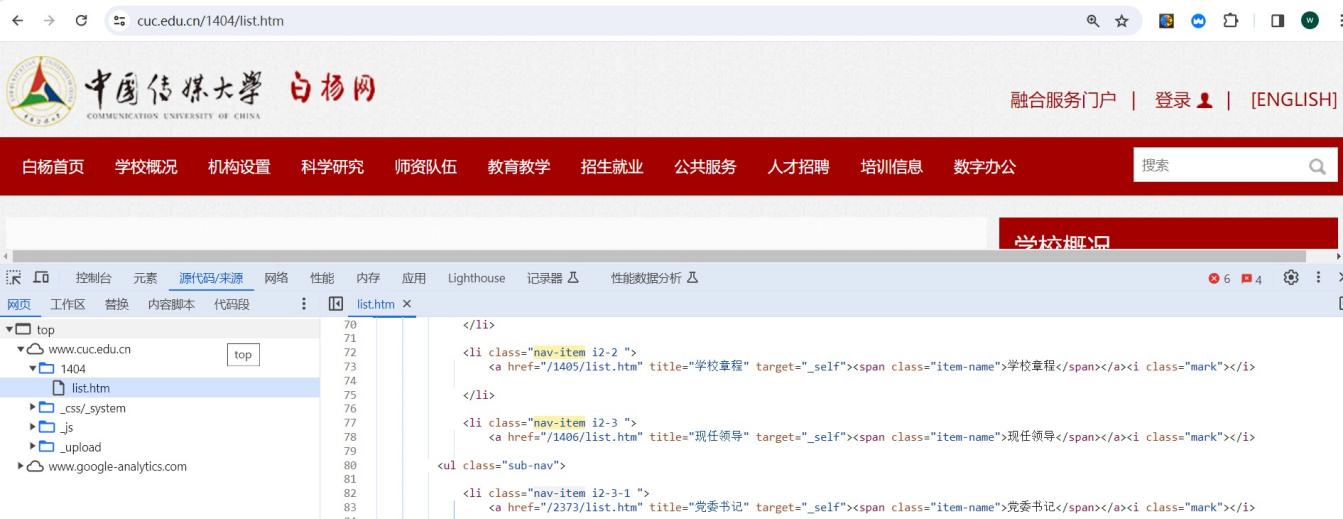 cuc.edu.cn/1404/list.htm
W
中国传媒大学 白杨网
COMMUNICATION UNIVERSITY OF CHINA
融合服务门户 | 登录 | [ENGLISH]
白杨首页 学校概况 机构设置 科学研究 师资队伍 教育教学 招生就业 公共服务 人才招聘 培训信息 数字办公 搜索
学校概况
控制台 元素 源代码/来源 网络 性能 内存 应用 Lighthouse 记录器 性能数据分析 6 4
网页 工作区 替换 内容脚本 代码段 list.htm
top
www.cuc.edu.cn
top
1404
list.htm
_css/_system
_js
_upload
www.google-analytics.com
70 </li>
71
72 <li class="nav-item i2-2 ">
73 <a href="/1405/list.htm" title="学校章程" target="_self"><span class="item-name">学校章程</span></a><i class="mark"></i>
74
75 </li>
76
77 <li class="nav-item i2-3 ">
78 <a href="/1406/list.htm" title="现任领导" target="_self"><span class="item-name">现任领导</span></a><i class="mark"></i>
79
80 <ul class="sub-nav">
81
82 <li class="nav-item i2-3-1 ">
83 <a href="/2373/list.htm" title="党委书记" target="_self"><span class="item-name">党委书记</span></a><i class="mark"></i>